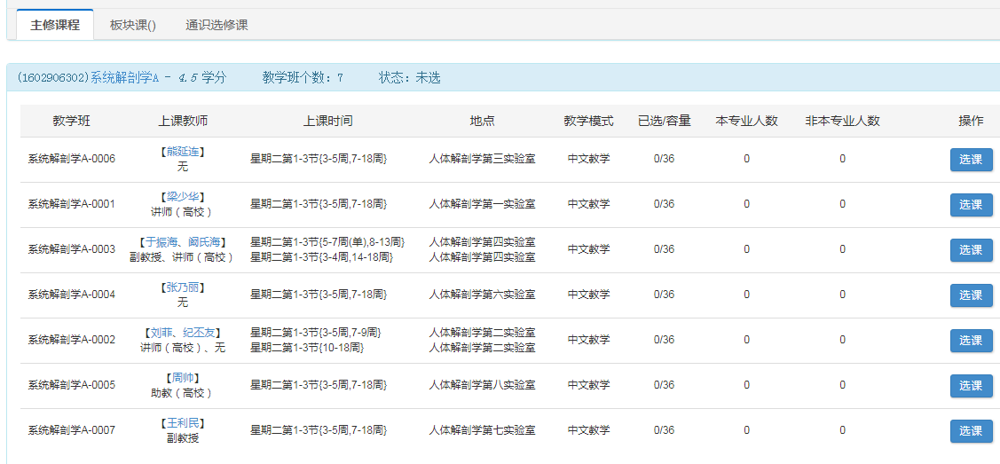 主修课程 板块课() 通识选修课
(1602906302)系统解剖学A - 4.5 学分 教学班个数：7 状态：未选
教学班 上课教师 上课时间 地点 教学模式 已选/容量 本专业人数 非本专业人数 操作
系统解剖学A-0006 【熊延连】 无 星期二第1-3节{3-5周,7-18周} 人体解剖学第三实验室 中文教学 0/36 0 0 选课
系统解剖学A-0001 【梁少华】 讲师（高校） 星期二第1-3节{3-5周,7-18周} 人体解剖学第一实验室 中文教学 0/36 0 0 选课
系统解剖学A-0003 【于振海、阚氏海】 副教授、讲师（高校） 星期二第1-3节{5-7周(单),8-13周} 星期二第1-3节{3-4周,14-18周} 人体解剖学第四实验室 人体解剖学第四实验室 中文教学 0/36 0 0 选课
系统解剖学A-0004 【张乃丽】 无 星期二第1-3节{3-5周,7-18周} 人体解剖学第六实验室 中文教学 0/36 0 0 选课
系统解剖学A-0002 【刘菲、纪丕友】 讲师（高校）、无 星期二第1-3节{3-5周,7-9周} 星期二第1-3节{10-18周} 人体解剖学第二实验室 人体解剖学第二实验室 中文教学 0/36 0 0 选课
系统解剖学A-0005 【周帅】 助教（高校） 星期二第1-3节{3-5周,7-18周} 人体解剖学第八实验室 中文教学 0/36 0 0 选课
系统解剖学A-0007 【王利民】 副教授 星期二第1-3节{3-5周,7-18周} 人体解剖学第七实验室 中文教学 0/36 0 0 选课